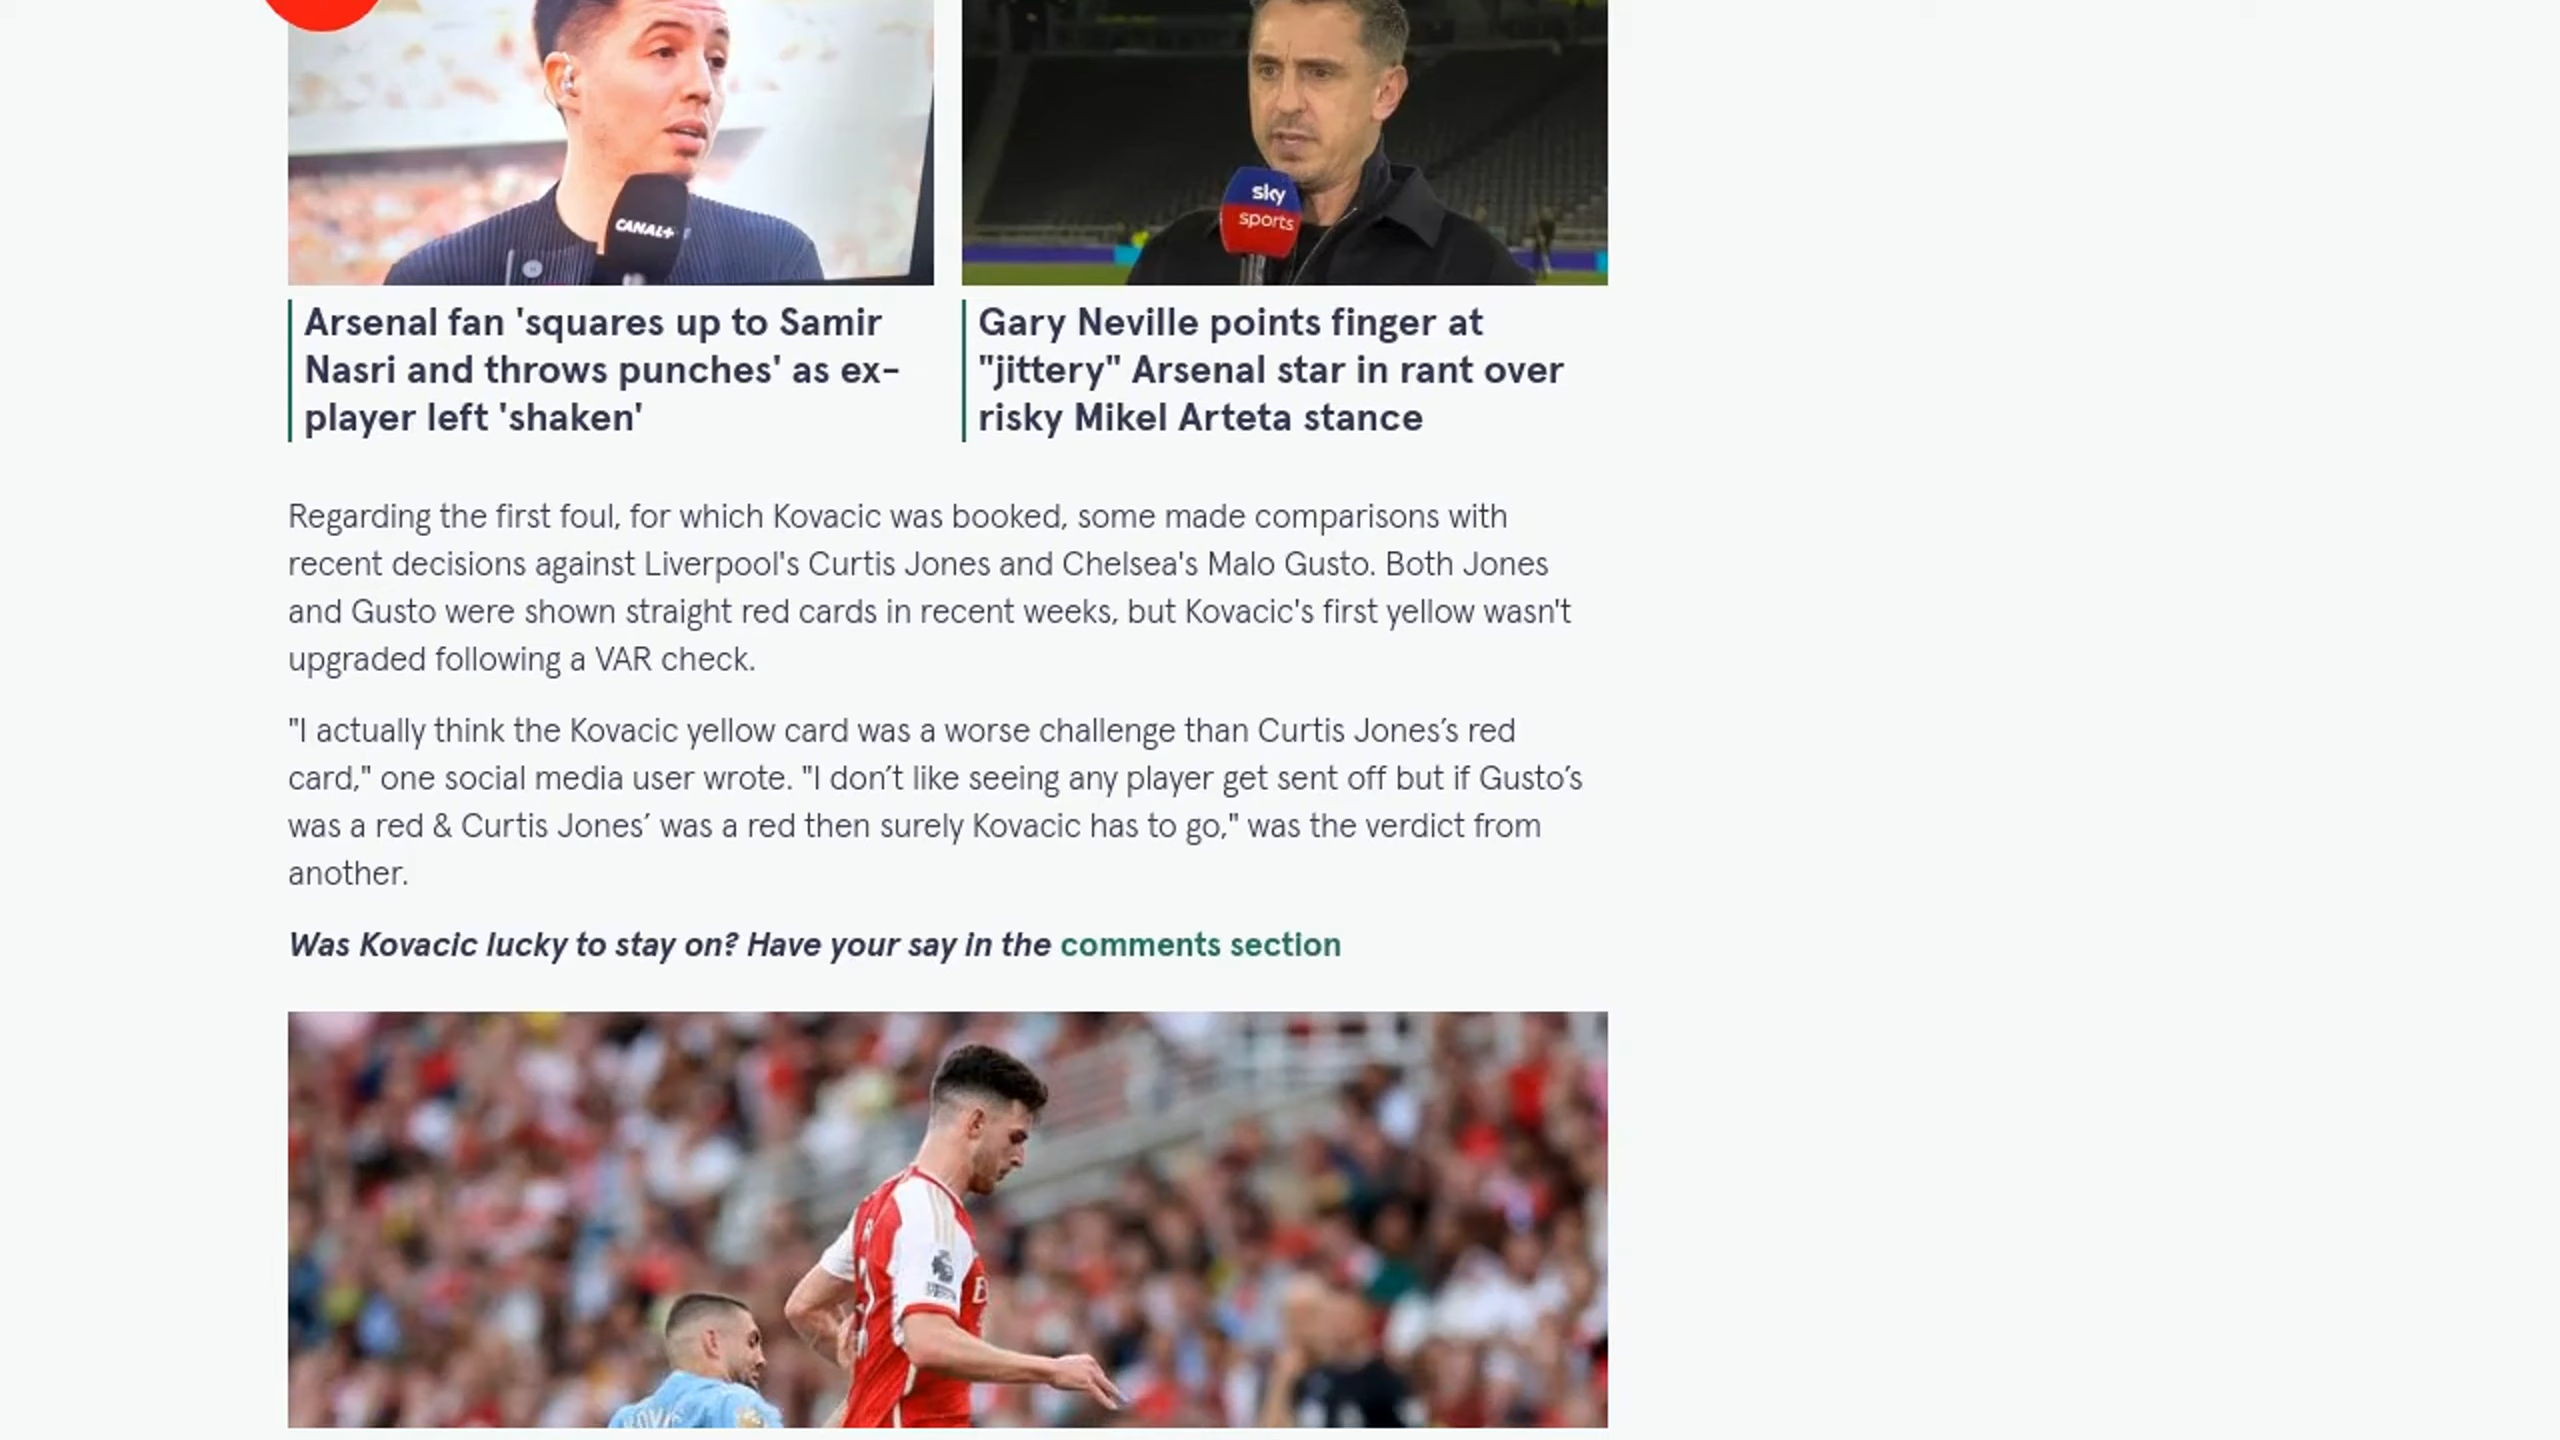 CANAL+
sky
sports
Arsenal fan 'squares up to Samir
Nasri and throws punches' as ex-
player left 'shaken'
Gary Neville points finger at
"jittery" Arsenal star in rant over
risky Mikel Arteta stance
Regarding the first foul, for which Kovacic was booked, some made comparisons with
recent decisions against Liverpool's Curtis Jones and Chelsea's Malo Gusto. Both Jones
and Gusto were shown straight red cards in recent weeks, but Kovacic's first yellow wasn't
upgraded following a VAR check.
"I actually think the Kovacic yellow card was a worse challenge than Curtis Jones’s red
card," one social media user wrote. "I don’t like seeing any player get sent off but if Gusto’s
was a red & Curtis Jones’ was a red then surely Kovacic has to go," was the verdict from
another.
Was Kovacic lucky to stay on? Have your say in the comments section